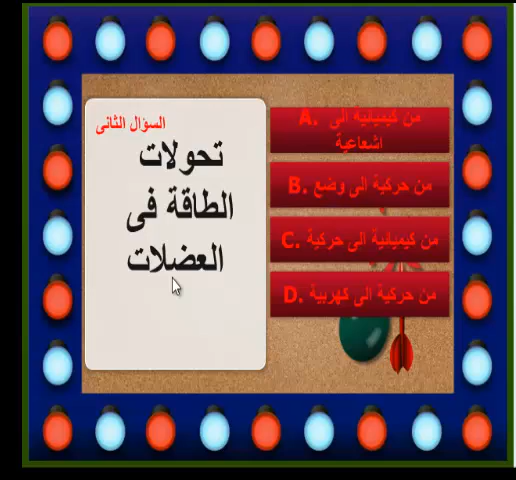 السؤال الثانى
تحولات
الطاقة فى
العضلات
A. من كيميائية الى
اشعاعية
B. من حركية الى وضع
C. من كيميائية الى حركية
D. من حركية الى كهربية